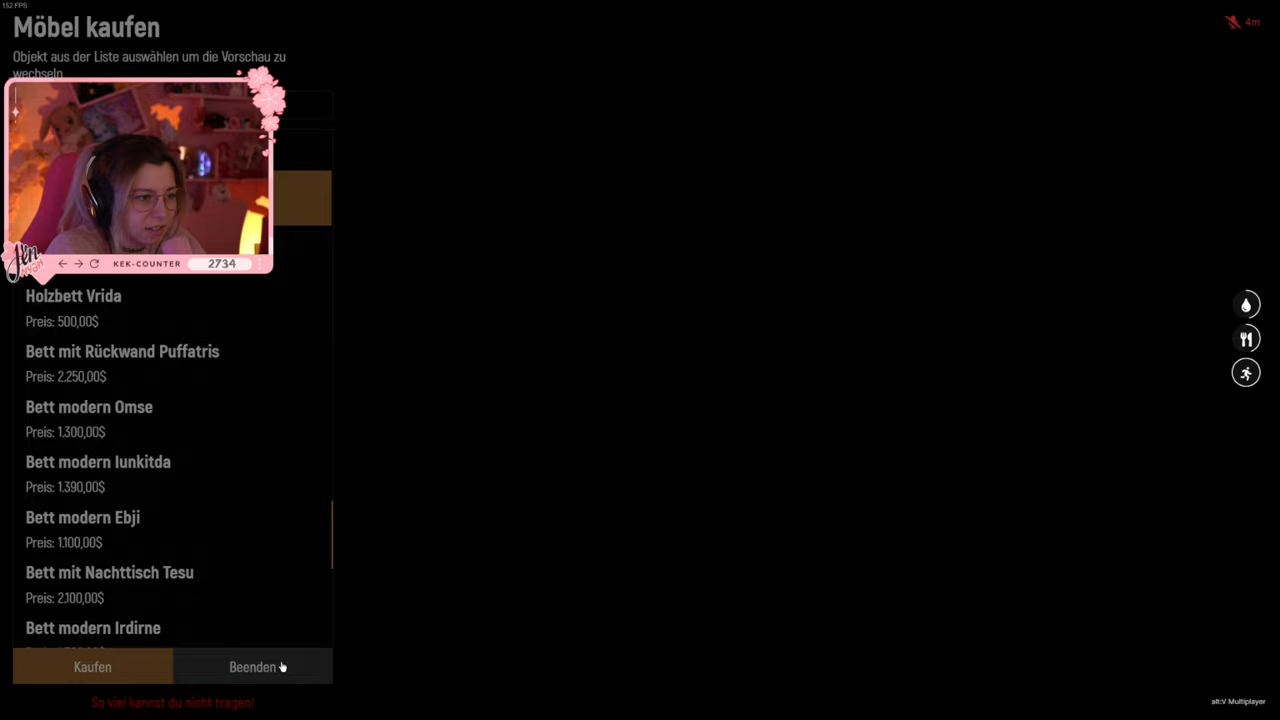 152 FPS
Möbel kaufen
4m
Objekt aus der Liste auswählen um die Vorschau zu
wechseln
Jën
NYAN
KEK-COUNTER 2734
Holzbett Vrida
Preis: 500,00$
Bett mit Rückwand Puffatris
Preis: 2.250,00$
Bett modern Omse
Preis: 1.300,00$
Bett modern Iunkitda
Preis: 1.390,00$
Bett modern Ebji
Preis: 1.100,00$
Bett mit Nachttisch Tesu
Preis: 2.100,00$
Bett modern Irdirne
Kaufen
Beenden
So viel kannst du nicht tragen!
alt:V Multiplayer